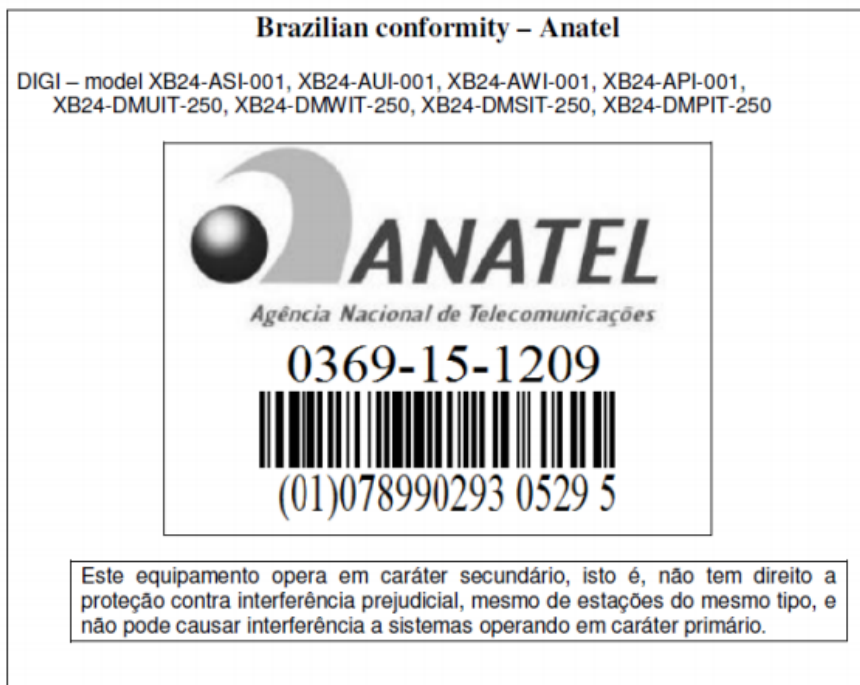 Brazilian conformity – Anatel
DIGI – model XB24-ASI-001, XB24-AUI-001, XB24-AWI-001, XB24-API-001,
XB24-DMUIT-250, XB24-DMWIT-250, XB24-DMSIT-250, XB24-DMPIT-250
ANATEL
Agência Nacional de Telecomunicações
0369-15-1209
(01)078990293 0529 5
Este equipamento opera em caráter secundário, isto é, não tem direito a
proteção contra interferência prejudicial, mesmo de estações do mesmo tipo, e
não pode causar interferência a sistemas operando em caráter primário.